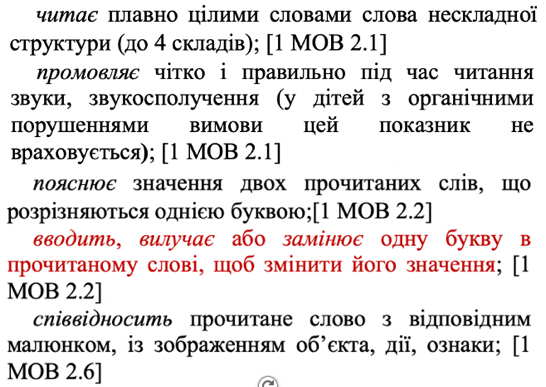 читає плавно цілими словами слова нескладної
структури (до 4 складів); [1 МОВ 2.1]
промовляє чітко і правильно під час читання
звуки, звукосполучення (у дітей з органічними
порушеннями вимови цей показник не
враховується); [1 МОВ 2.1]
пояснює значення двох прочитаних слів, що
розрізняються однією буквою;[1 МОВ 2.2]
вводить, вилучає або замінює одну букву в
прочитаному слові, щоб змінити його значення; [1
МОВ 2.2]
співвідносить прочитане слово з відповідним
малюнком, із зображенням об’єкта, дії, ознаки; [1
МОВ 2.6]